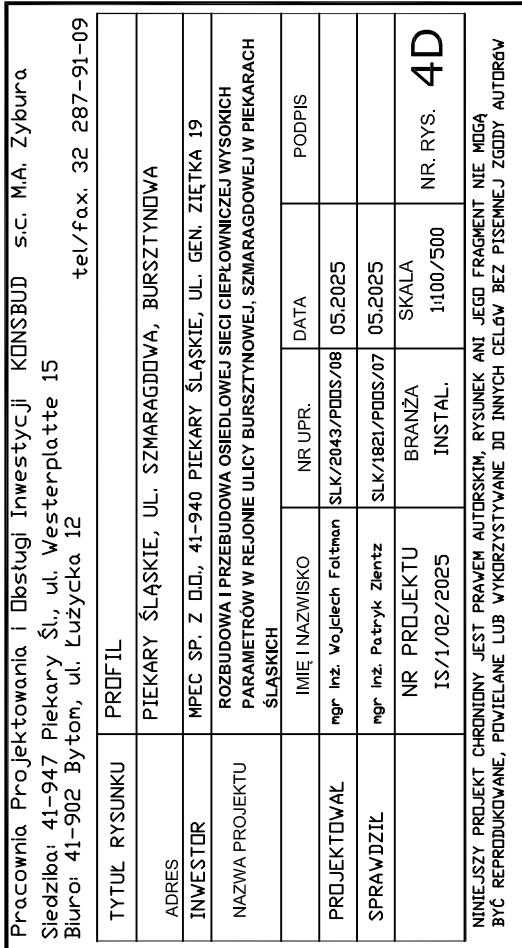 Pracownia Projektowania i Obsługi Inwestycji KONSBUD s.c. M.A. Zybura
Siedziba: 41-947 Piekary Śl., ul. Westerplatte 15
Biuro: 41-902 Bytom, ul. Łużycka 12 tel/fax. 32 287-91-09
TYTUŁ RYSUNKU PROFIL
ADRES PIEKARY ŚLĄSKIE, UL. SZMARAGDOWA, BURSZTYNOWA
INWESTOR MPEC SP. Z O.O., 41-940 PIEKARY ŚLĄSKIE, UL. GEN. ZIĘTKA 19
NAZWA PROJEKTU ROZBUDOWA I PRZEBUDOWA OSIEDLOWEJ SIECI CIEPŁOWNICZEJ WYSOKICH
PARAMETRÓW W REJONIE ULICY BURSZTYNOWEJ, SZMARAGDOWEJ W PIEKARACH
ŚLĄSKICH
IMIĘ I NAZWISKO NR UPR. DATA PODPIS
PROJEKTOWAŁ mgr inż. Wojciech Foltman SLK/2043/POOS/08 05.2025
SPRAWDZIŁ mgr inż. Patryk Zientz SLK/1821/POOS/07 05.2025
NR PROJEKTU BRANŻA SKALA NR. RYS. 4D
IS/1/02/2025 INSTAL. 1:100/500
NINIEJSZY PROJEKT CHRONIONY JEST PRAWEM AUTORSKIM, RYSUNEK ANI JEGO FRAGMENT NIE MOGĄ
BYĆ REPRODUKOWANE, POWIELANE LUB WYKORZYSTYWANE DO INNYCH CELÓW BEZ PISEMNEJ ZGODY AUTORÓW